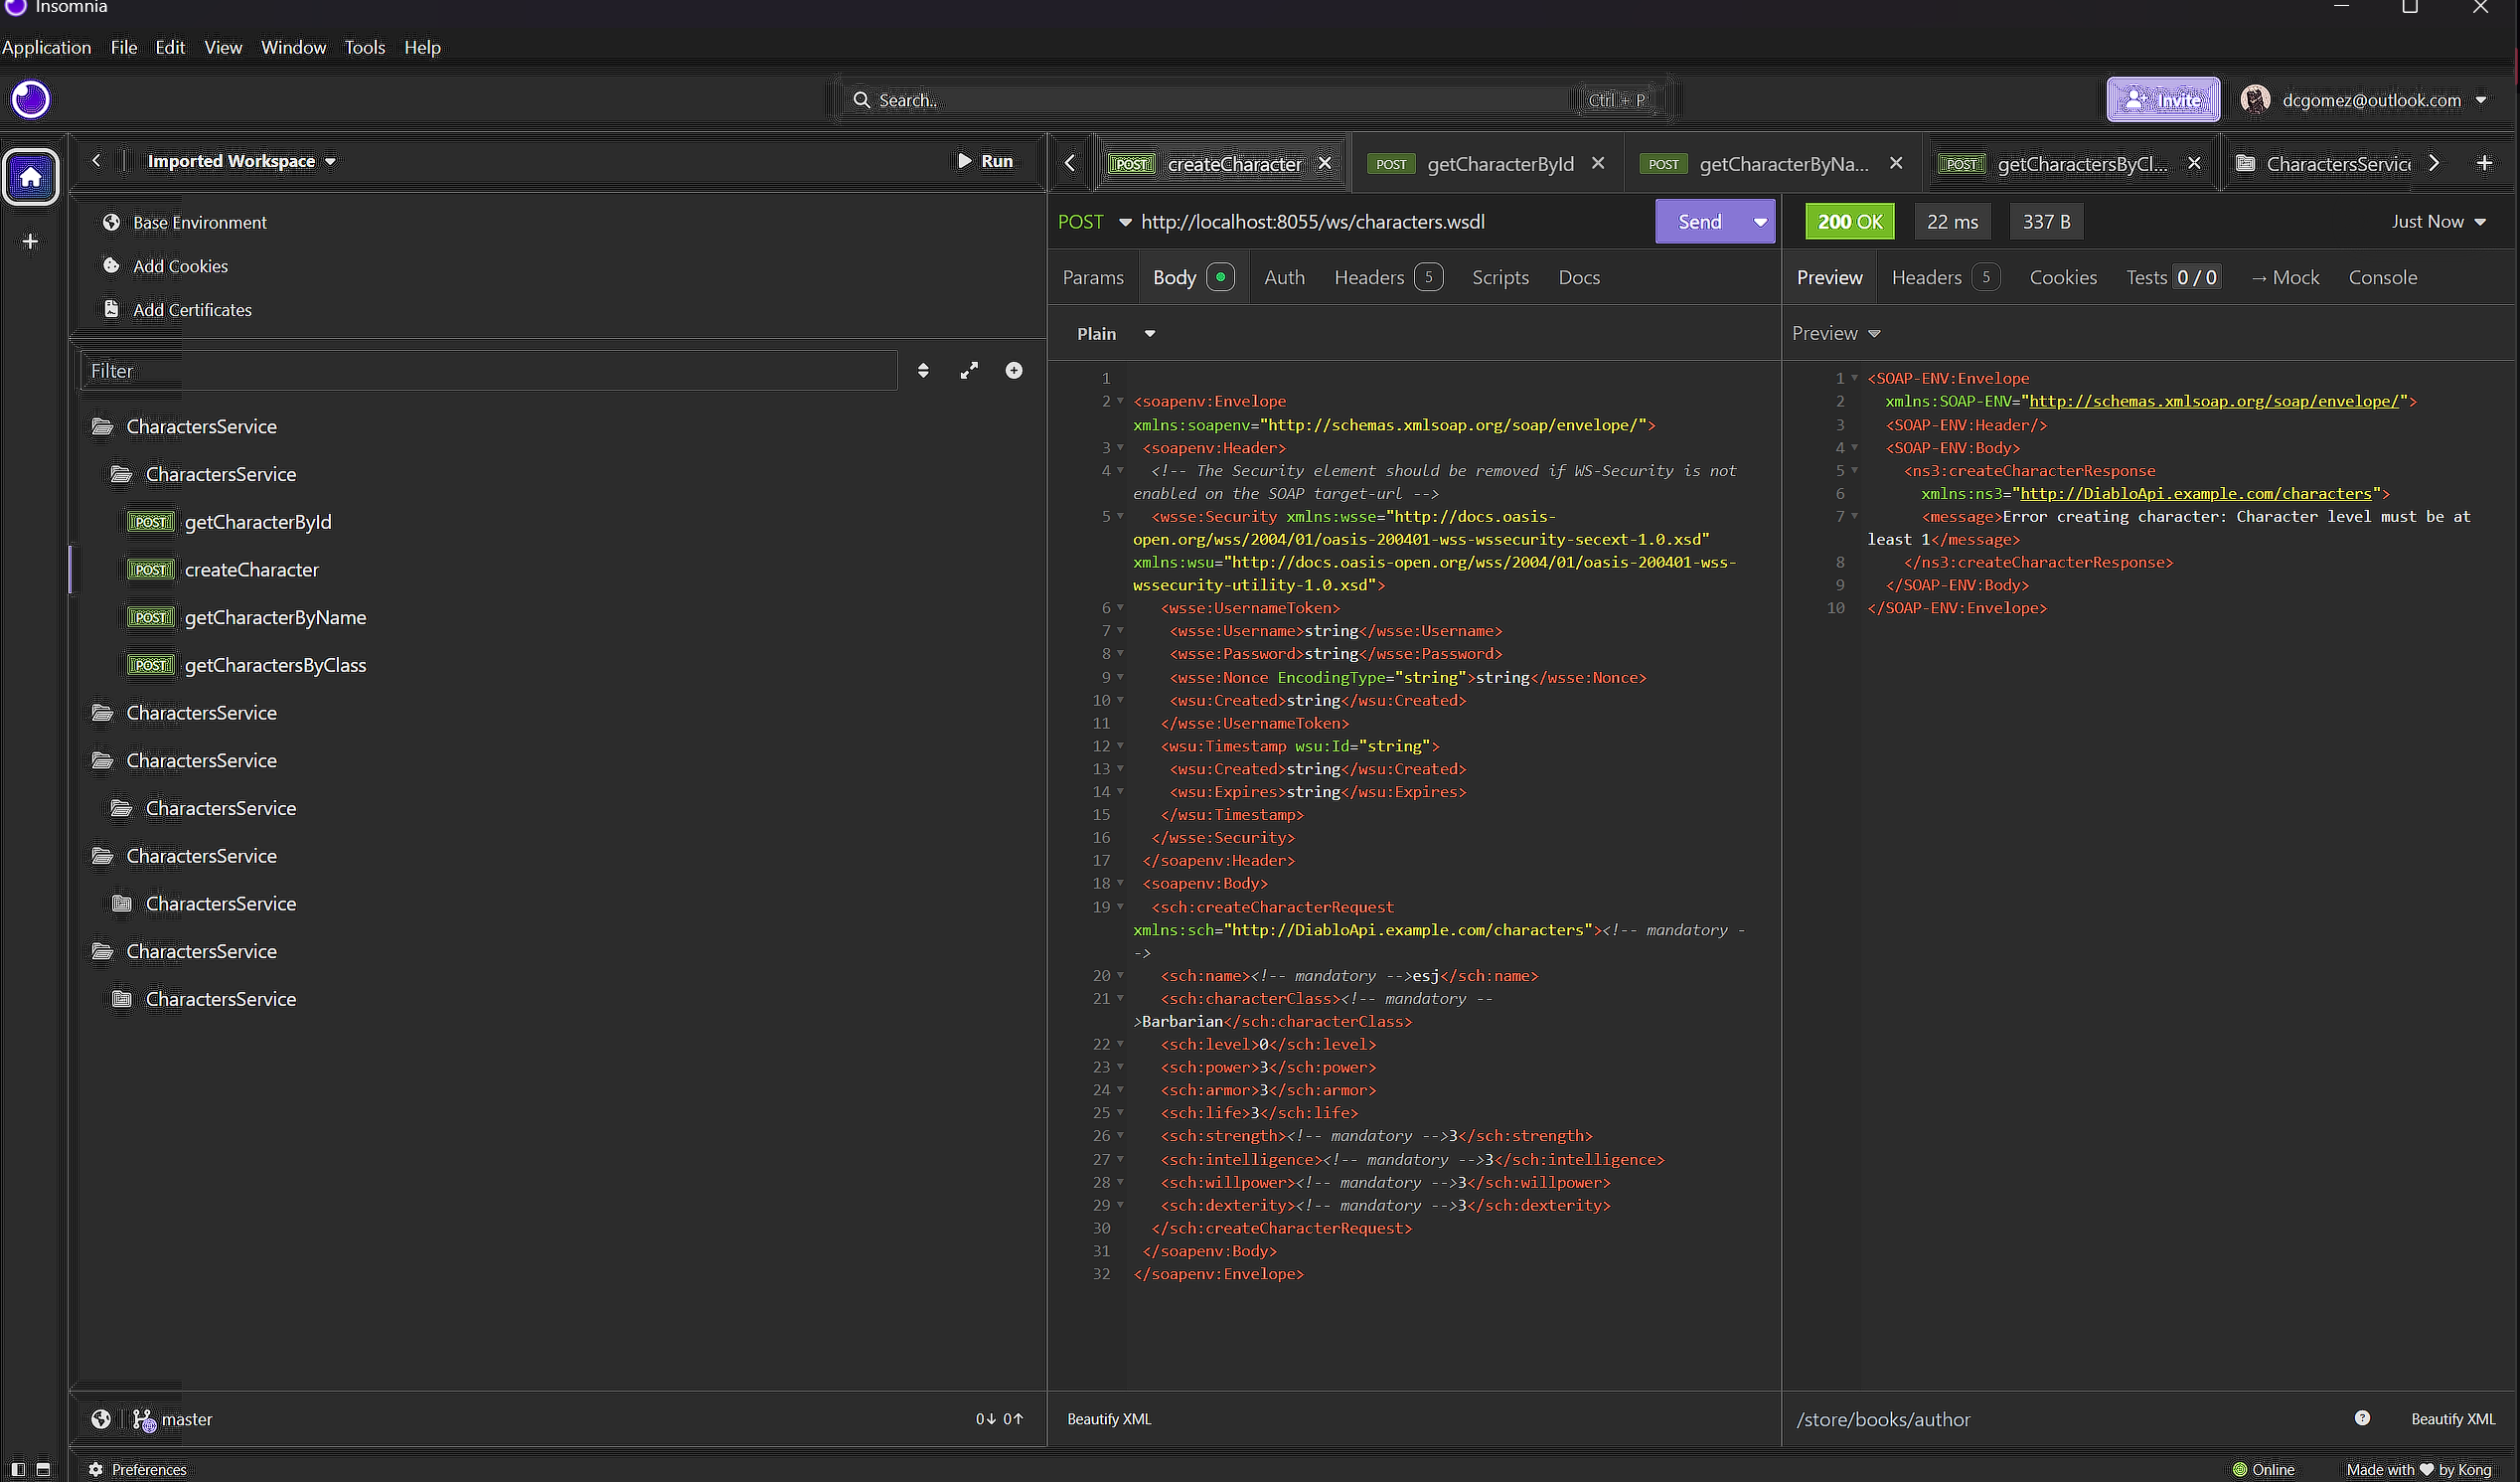 Insomnia
Application File Edit View Window Tools Help
Search.. Ctrl + P Invite dcgomez@outlook.com
Imported Workspace Run
POST createCharacter POST getCharacterById POST getCharacterByNa... POST getCharactersByCl... CharactersService
Base Environment
Add Cookies
Add Certificates
Filter
CharactersService
CharactersService
POST getCharacterById
POST createCharacter
POST getCharacterByName
POST getCharactersByClass
CharactersService
CharactersService
CharactersService
CharactersService
CharactersService
CharactersService
CharactersService
master 0↓ 0↑
POST http://localhost:8055/ws/characters.wsdl Send
Params Body Auth Headers 5 Scripts Docs
Plain
1
2 <soapenv:Envelope
xmlns:soapenv="http://schemas.xmlsoap.org/soap/envelope/">
3 <soapenv:Header>
4 <!-- The Security element should be removed if WS-Security is not
enabled on the SOAP target-url -->
5 <wsse:Security xmlns:wsse="http://docs.oasis-
open.org/wss/2004/01/oasis-200401-wss-wssecurity-secext-1.0.xsd"
xmlns:wsu="http://docs.oasis-open.org/wss/2004/01/oasis-200401-wss-
wssecurity-utility-1.0.xsd">
6 <wsse:UsernameToken>
7 <wsse:Username>string</wsse:Username>
8 <wsse:Password>string</wsse:Password>
9 <wsse:Nonce EncodingType="string">string</wsse:Nonce>
10 <wsu:Created>string</wsu:Created>
11 </wsse:UsernameToken>
12 <wsu:Timestamp wsu:Id="string">
13 <wsu:Created>string</wsu:Created>
14 <wsu:Expires>string</wsu:Expires>
15 </wsu:Timestamp>
16 </wsse:Security>
17 </soapenv:Header>
18 <soapenv:Body>
19 <sch:createCharacterRequest
xmlns:sch="http://DiabloApi.example.com/characters"><!-- mandatory -
->
20 <sch:name><!-- mandatory -->esj</sch:name>
21 <sch:characterClass><!-- mandatory --
>Barbarian</sch:characterClass>
22 <sch:level>0</sch:level>
23 <sch:power>3</sch:power>
24 <sch:armor>3</sch:armor>
25 <sch:life>3</sch:life>
26 <sch:strength><!-- mandatory -->3</sch:strength>
27 <sch:intelligence><!-- mandatory -->3</sch:intelligence>
28 <sch:willpower><!-- mandatory -->3</sch:willpower>
29 <sch:dexterity><!-- mandatory -->3</sch:dexterity>
30 </sch:createCharacterRequest>
31 </soapenv:Body>
32 </soapenv:Envelope>
Beautify XML
200 OK 22 ms 337 B Just Now
Preview Headers 5 Cookies Tests 0 / 0 → Mock Console
Preview
1 <SOAP-ENV:Envelope
2 xmlns:SOAP-ENV="http://schemas.xmlsoap.org/soap/envelope/">
3 <SOAP-ENV:Header/>
4 <SOAP-ENV:Body>
5 <ns3:createCharacterResponse
6 xmlns:ns3="http://DiabloApi.example.com/characters">
7 <message>Error creating character: Character level must be at
least 1</message>
8 </ns3:createCharacterResponse>
9 </SOAP-ENV:Body>
10 </SOAP-ENV:Envelope>
/store/books/author Beautify XML
Preferences Online Made with ♥ by Kong